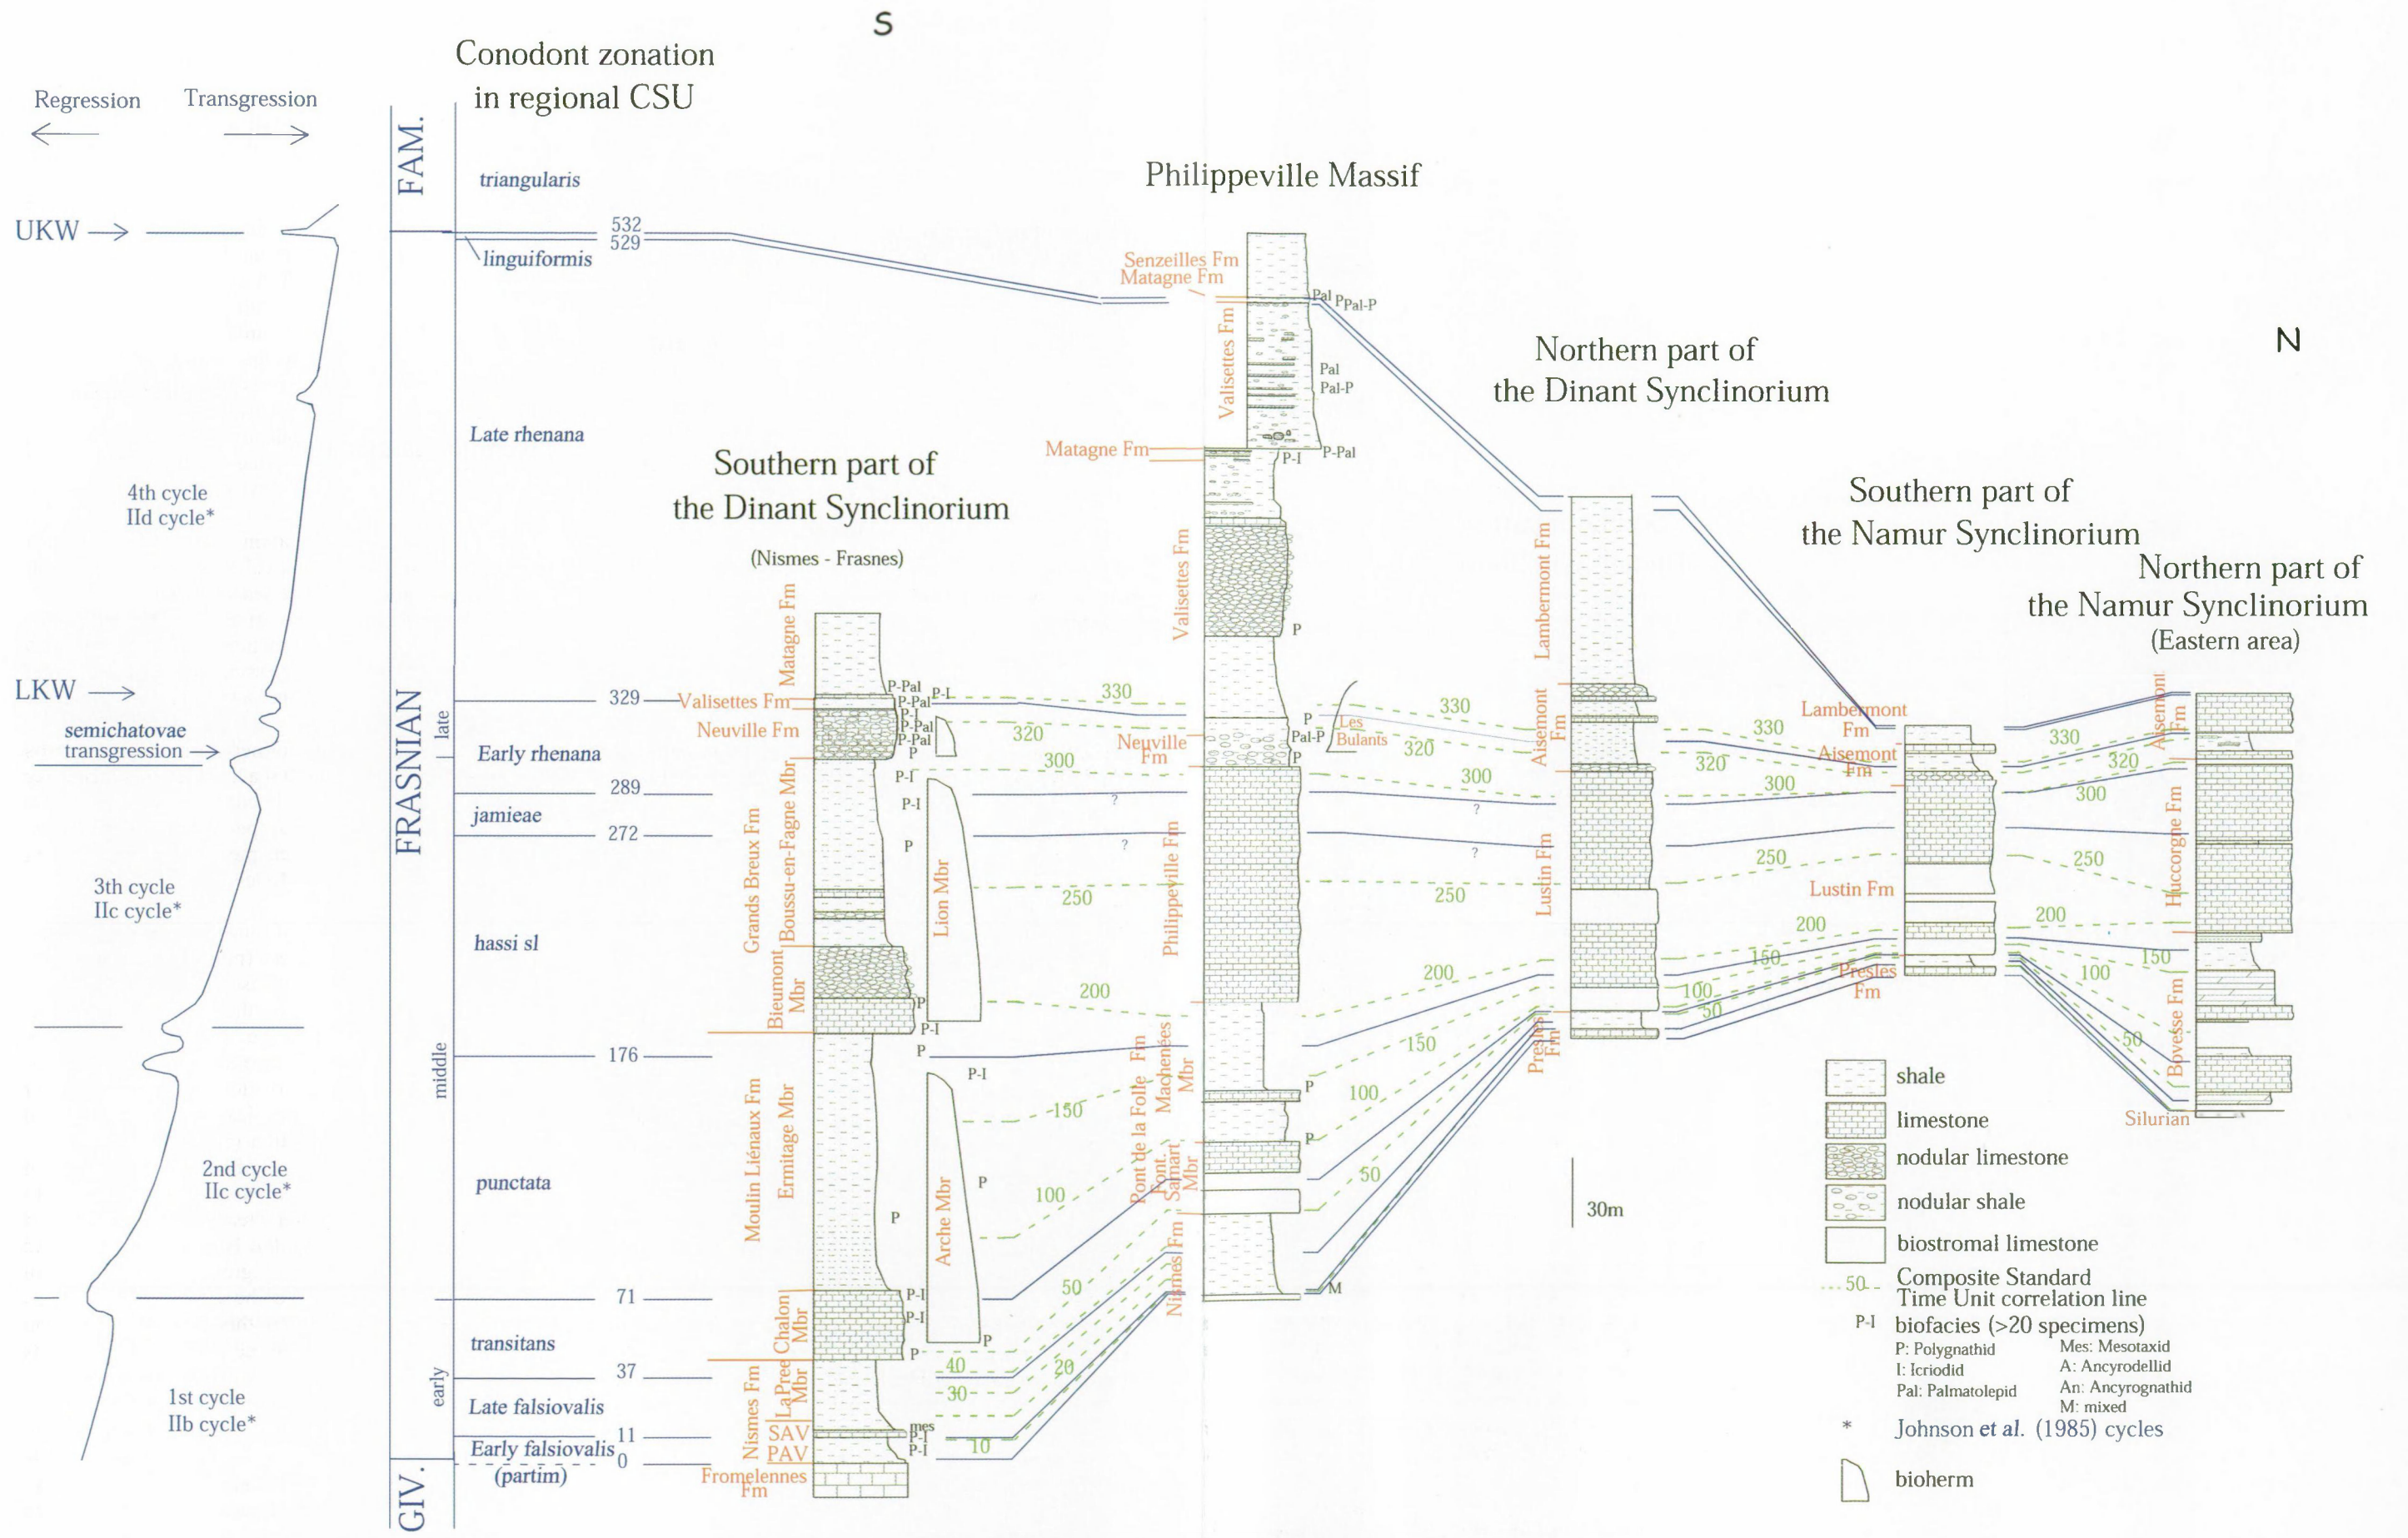 S
N
Conodont zonation
in regional CSU
Regression
Transgression
UKW
4th cycle
IId cycle*
LKW
semichatovae
transgression
3th cycle
IIc cycle*
2nd cycle
IIc cycle*
1st cycle
IIb cycle*
FAM.
FRASNIAN
GIV.
late
middle
early
triangularis
linguiformis
Late rhenana
Early rhenana
jamieae
hassi sl
punctata
transitans
Late falsiovalis
Early falsiovalis
(partim)
532
529
329
289
272
176
71
37
11
0
Southern part of
the Dinant Synclinorium
(Nismes - Frasnes)
Matagne Fm
Valisettes Fm
Neuville Fm
Grands Breux Fm
Boussu-en-Fagne Mbr
Bieumont
Mbr
Moulin Liénaux Fm
Ermitage Mbr
Chalon
Mbr
Nismes Fm
La Prée
Mbr
SAV
PAV
Fromelennes
Fm
Lion Mbr
Arche Mbr
P-Pal
P-I
P-Pal
P-I
P-Pal
P-Pal
P
P-I
P-I
P
P
P-I
P
P-I
P
P
P-I
P-I
P
P
mes
P-I
P-I
330
320
300
250
200
150
100
50
40
30
20
10
?
?
Philippeville Massif
Senzeilles Fm
Matagne Fm
Valisettes Fm
Matagne Fm
Valisettes Fm
Neuville
Fm
Philippeville Fm
Pont de la Folle Fm
Machenées
Mbr
Font.
Samart
Mbr
Nismes Fm
Pal
P
Pal-P
Pal
Pal-P
P-Pal
P-I
P
P
Pal-P
P
P
P
M
Les
Bulants
330
320
300
250
200
150
100
50
?
?
Northern part of
the Dinant Synclinorium
Lambermont Fm
Aisemont
Fm
Lustin Fm
Presles
Fm
330
320
300
250
200
150
100
50
Southern part of
the Namur Synclinorium
Lambermont
Fm
Aisemont
Fm
Lustin Fm
Presles
Fm
330
320
300
250
200
150
100
50
Northern part of
the Namur Synclinorium
(Eastern area)
Aisemont
Fm
Huccorgne Fm
Bovesse Fm
Silurian
30m
shale
limestone
nodular limestone
nodular shale
biostromal limestone
50
Composite Standard
Time Unit correlation line
P-I
biofacies (>20 specimens)
P: Polygnathid
Mes: Mesotaxid
I: Icriodid
A: Ancyrodellid
Pal: Palmatolepid
An: Ancyrognathid
M: mixed
*
Johnson et al. (1985) cycles
bioherm